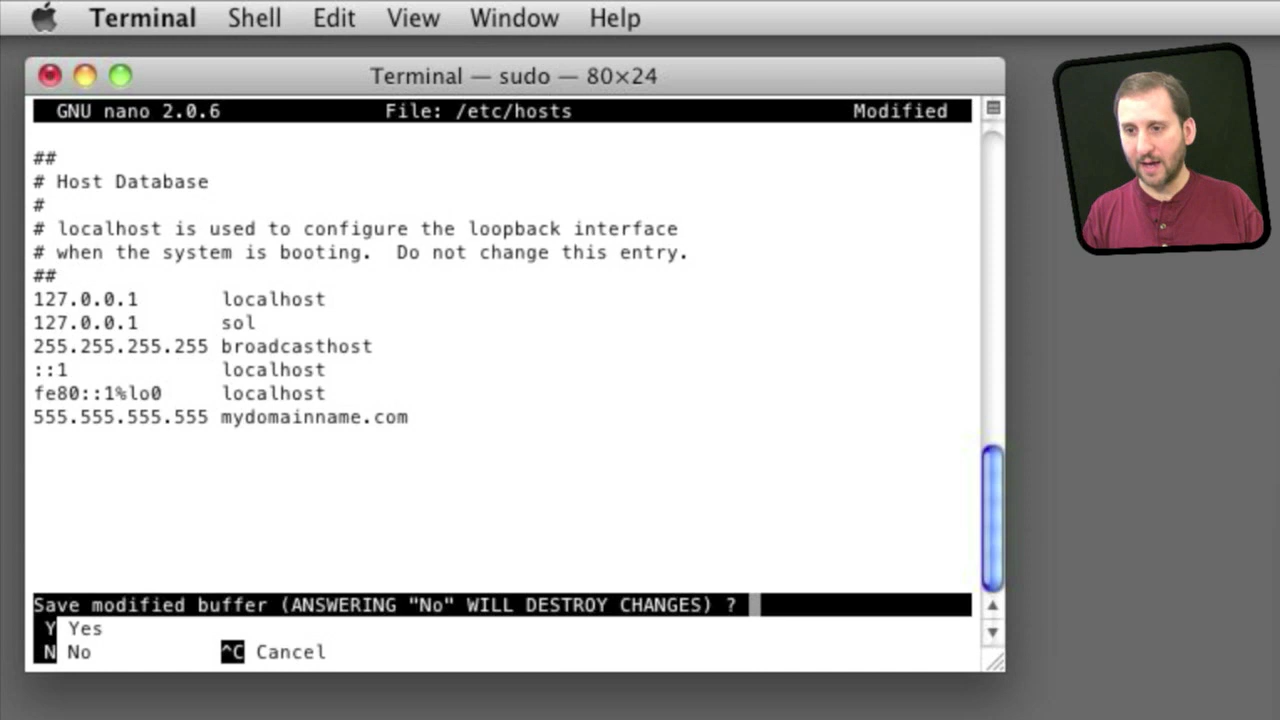 Terminal Shell Edit View Window Help
Terminal — sudo — 80×24
GNU nano 2.0.6 File: /etc/hosts Modified
##
# Host Database
#
# localhost is used to configure the loopback interface
# when the system is booting.  Do not change this entry.
##
127.0.0.1       localhost
127.0.0.1       sol
255.255.255.255 broadcasthost
::1             localhost
fe80::1%lo0     localhost
555.555.555.555 mydomainname.com
Save modified buffer (ANSWERING "No" WILL DESTROY CHANGES) ?
Y Yes
N No ^C Cancel